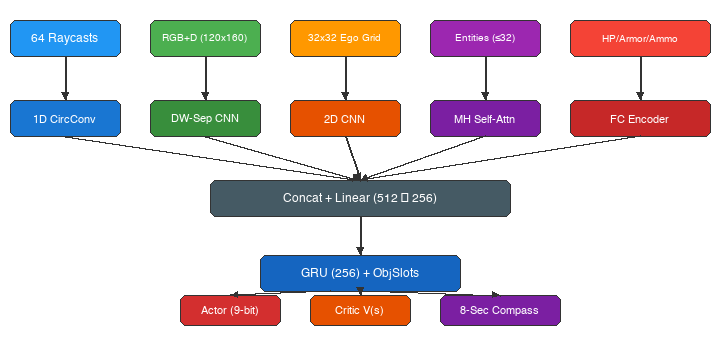 64 Raycasts
RGB+D (120x160)
32x32 Ego Grid
Entities (≤32)
HP/Armor/Ammo
1D CircConv
DW-Sep CNN
2D CNN
MH Self-Attn
FC Encoder
Concat + Linear (512 □ 256)
GRU (256) + ObjSlots
Actor (9-bit)
Critic V(s)
8-Sec Compass